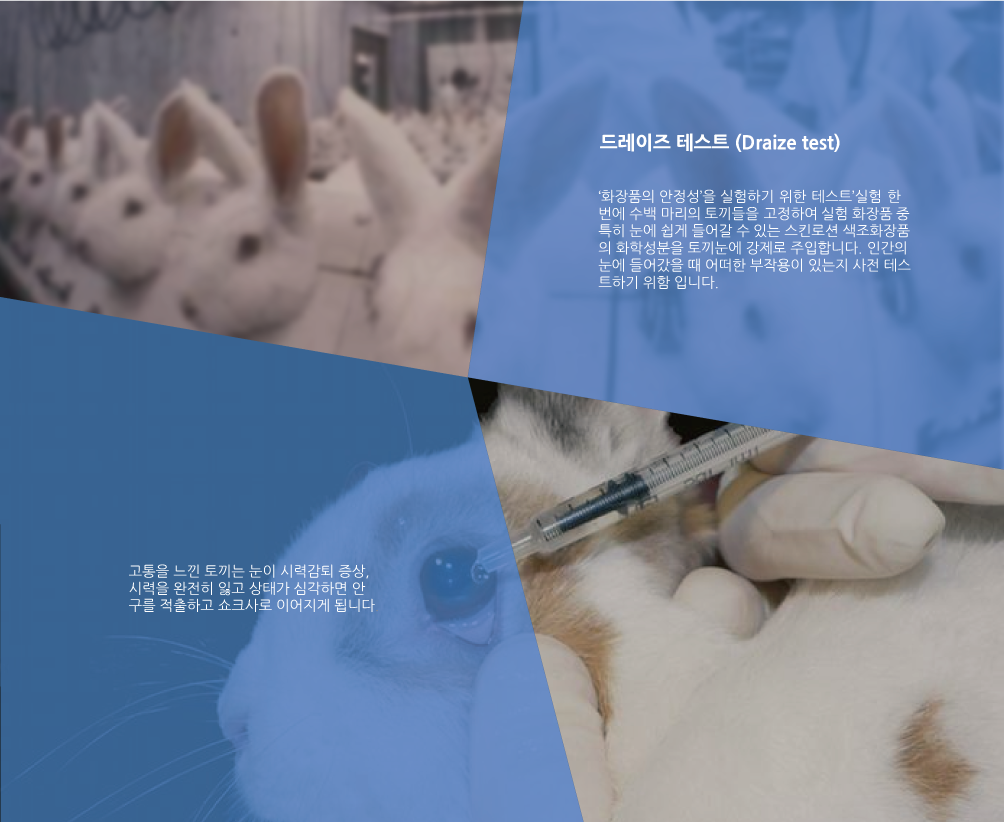 드레이즈 테스트 (Draize test)
‘화장품의 안정성’을 실험하기 위한 테스트’실험 한
번에 수백 마리의 토끼들을 고정하여 실험 화장품 중
특히 눈에 쉽게 들어갈 수 있는 스킨로션 색조화장품
의 화학성분을 토끼눈에 강제로 주입합니다. 인간의
눈에 들어갔을 때 어떠한 부작용이 있는지 사전 테스
트하기 위함 입니다.
고통을 느낀 토끼는 눈이 시력감퇴 증상,
시력을 완전히 잃고 상태가 심각하면 안
구를 적출하고 쇼크사로 이어지게 됩니다